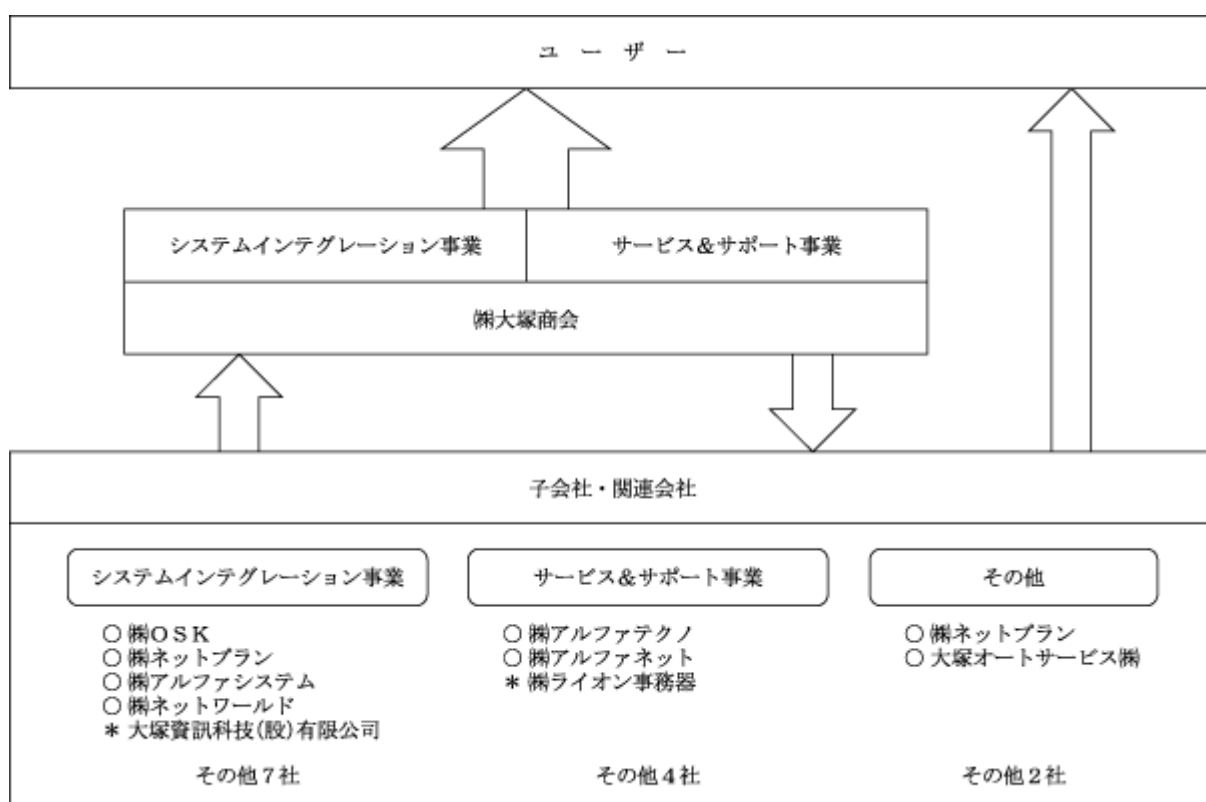 ユーザー
システムインテグレーション事業
サービス&サポート事業
㈱大塚商会
子会社・関連会社
システムインテグレーション事業
○㈱OSK
○㈱ネットプラン
○㈱アルファシステム
○㈱ネットワールド
＊大塚資訊科技(股)有限公司
その他7社
サービス&サポート事業
○㈱アルファテクノ
○㈱アルファネット
＊㈱ライオン事務器
その他4社
その他
○㈱ネットプラン
○大塚オートサービス㈱
その他2社